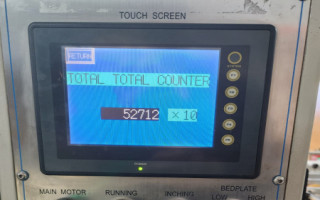 TOUCH SCREEN
RETURN
TOTAL TOTAL COUNTER
52712 ×10
MAIN MOTOR RUNNING INCHING BEDPLATE
LOW HIGH